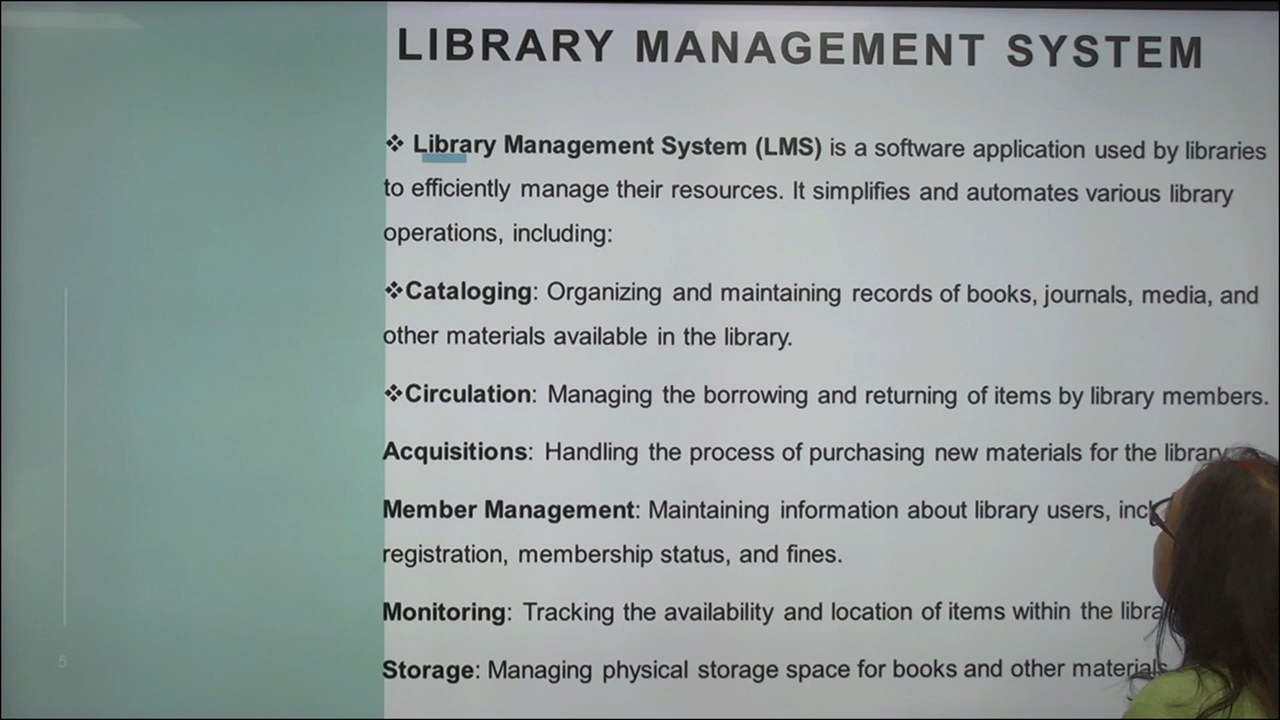 LIBRARY MANAGEMENT SYSTEM
❖ Library Management System (LMS) is a software application used by libraries
to efficiently manage their resources. It simplifies and automates various library
operations, including:
❖Cataloging: Organizing and maintaining records of books, journals, media, and
other materials available in the library.
❖Circulation: Managing the borrowing and returning of items by library members.
Acquisitions: Handling the process of purchasing new materials for the library
Member Management: Maintaining information about library users,
registration, membership status, and fines.
Monitoring: Tracking the availability and location of items within the
Storage: Managing physical storage space for books and other materials
5